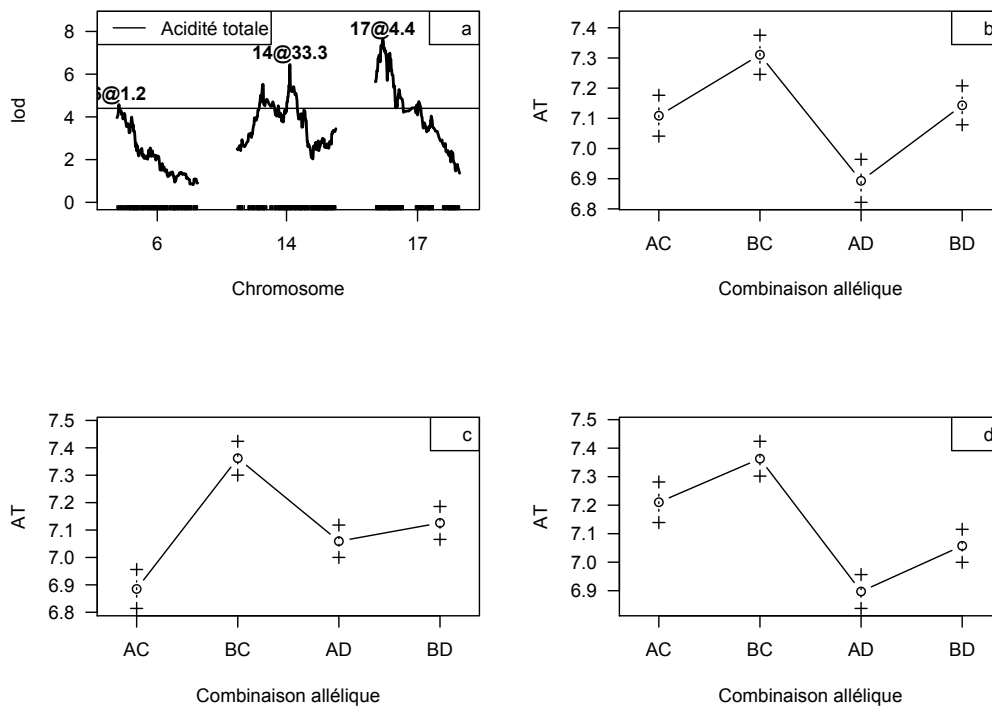 Acidité totale
a
17@4.4
14@33.3
6@1.2
8
6
4
2
0
lod
6 14 17
Chromosome
b
7.4
7.3
7.2
7.1
7.0
6.9
6.8
AT
AC BC AD BD
Combinaison allélique
c
7.5
7.4
7.3
7.2
7.1
7.0
6.9
6.8
AT
AC BC AD BD
Combinaison allélique
d
7.5
7.4
7.3
7.2
7.1
7.0
6.9
AT
AC BC AD BD
Combinaison allélique